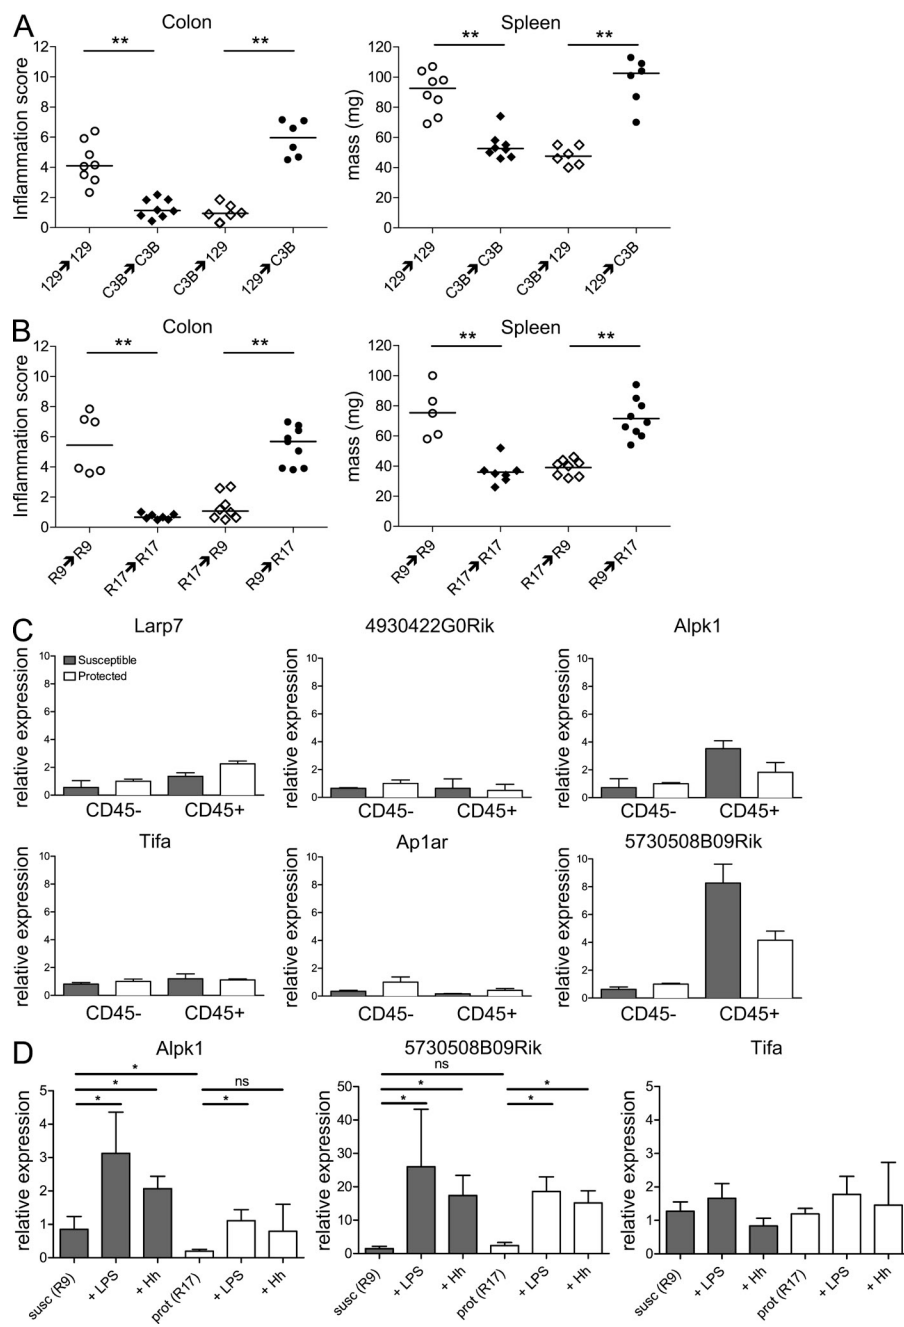 A
Colon
Spleen
Inflammation score
12
10
8
6
4
2
0
** **
129➔129
C3B➔C3B
C3B➔129
129➔C3B
mass (mg)
120
100
80
60
40
20
0
** **
129➔129
C3B➔C3B
C3B➔129
129➔C3B
B
Colon
Spleen
Inflammation score
12
10
8
6
4
2
0
** **
R9➔R9
R17➔R17
R17➔R9
R9➔R17
mass (mg)
120
100
80
60
40
20
0
** **
R9➔R9
R17➔R17
R17➔R9
R9➔R17
C
Larp7
relative expression
10
8
6
4
2
0
Susceptible
Protected
CD45- CD45+
4930422G0Rik
relative expression
10
8
6
4
2
0
CD45- CD45+
Alpk1
relative expression
10
8
6
4
2
0
CD45- CD45+
Tifa
relative expression
10
8
6
4
2
0
CD45- CD45+
Ap1ar
relative expression
10
8
6
4
2
0
CD45- CD45+
5730508B09Rik
relative expression
10
8
6
4
2
0
CD45- CD45+
D
Alpk1
relative expression
5
4
3
2
1
0
*
* ns
* *
susc (R9)
+ LPS
+ Hh
prot (R17)
+ LPS
+ Hh
5730508B09Rik
relative expression
50
40
30
20
10
0
ns
* *
* *
susc (R9)
+ LPS
+ Hh
prot (R17)
+ LPS
+ Hh
Tifa
relative expression
5
4
3
2
1
0
susc (R9)
+ LPS
+ Hh
prot (R17)
+ LPS
+ Hh